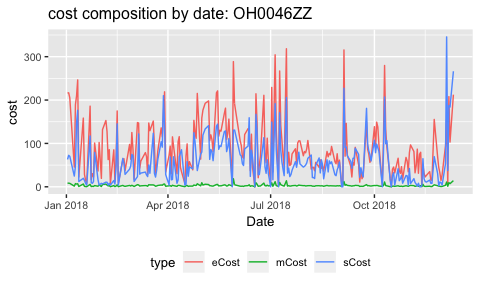 cost composition by date: OH0046ZZ
cost
300
200
100
0
Jan 2018 Apr 2018 Jul 2018 Oct 2018
Date
type eCost mCost sCost